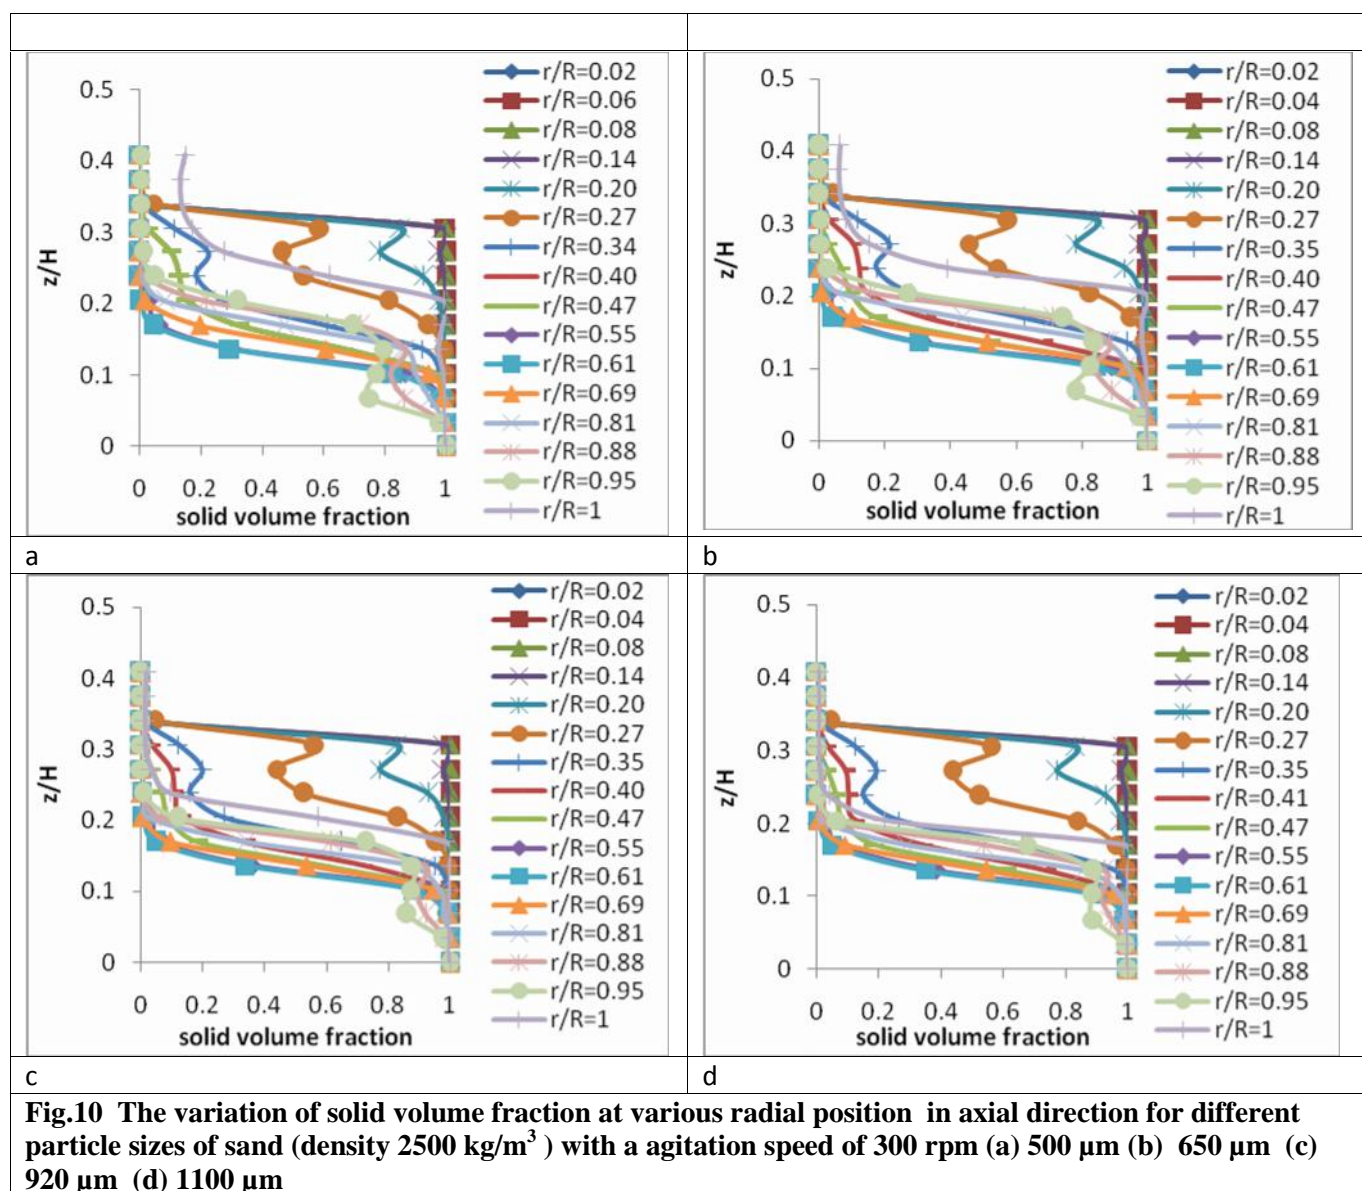 0.5
0.4
0.3
0.2
0.1
0
z/H
0 0.2 0.4 0.6 0.8 1
solid volume fraction
r/R=0.02
r/R=0.06
r/R=0.08
r/R=0.14
r/R=0.20
r/R=0.27
r/R=0.34
r/R=0.40
r/R=0.47
r/R=0.55
r/R=0.61
r/R=0.69
r/R=0.81
r/R=0.88
r/R=0.95
r/R=1
0.5
0.4
0.3
0.2
0.1
0
z/H
0 0.2 0.4 0.6 0.8 1
solid volume fraction
r/R=0.02
r/R=0.04
r/R=0.08
r/R=0.14
r/R=0.20
r/R=0.27
r/R=0.35
r/R=0.40
r/R=0.47
r/R=0.55
r/R=0.61
r/R=0.69
r/R=0.81
r/R=0.88
r/R=0.95
r/R=1
a
b
0.5
0.4
0.3
0.2
0.1
0
z/H
0 0.2 0.4 0.6 0.8 1
solid volume fraction
r/R=0.02
r/R=0.04
r/R=0.08
r/R=0.14
r/R=0.20
r/R=0.27
r/R=0.35
r/R=0.40
r/R=0.47
r/R=0.55
r/R=0.61
r/R=0.69
r/R=0.81
r/R=0.88
r/R=0.95
r/R=1
0.5
0.4
0.3
0.2
0.1
0
z/H
0 0.2 0.4 0.6 0.8 1
solid volume fraction
r/R=0.02
r/R=0.04
r/R=0.08
r/R=0.14
r/R=0.20
r/R=0.27
r/R=0.35
r/R=0.41
r/R=0.47
r/R=0.55
r/R=0.61
r/R=0.69
r/R=0.81
r/R=0.88
r/R=0.95
r/R=1
c
d
Fig.10 The variation of solid volume fraction at various radial position in axial direction for different
particle sizes of sand (density 2500 kg/m³ ) with a agitation speed of 300 rpm (a) 500 µm (b) 650 µm (c)
920 µm (d) 1100 µm